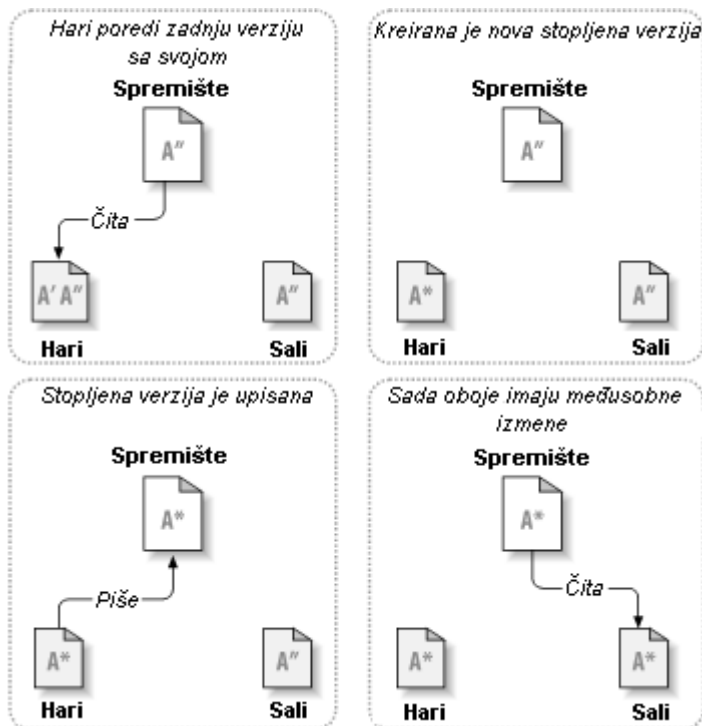 Hari poredi zadnju verziju
sa svojom
Spremište
A″
Čita
A′ A″
A″
Hari
Sali
Kreirana je nova stopljena verzija
Spremište
A″
A*
A″
Hari
Sali
Stopljena verzija je upisana
Spremište
A*
Piše
A*
A″
Hari
Sali
Sada oboje imaju međusobne
izmene
Spremište
A*
Čita
A*
A*
Hari
Sali